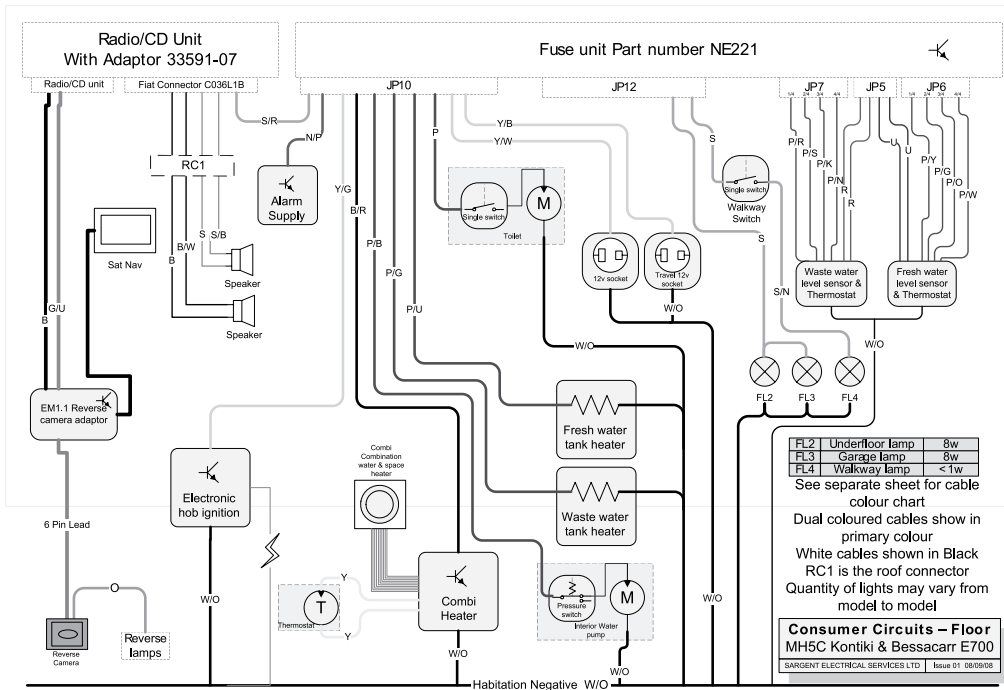 Radio/CD Unit
With Adaptor 33591-07
Fuse unit Part number NE221
Radio/CD unit
Fiat Connector C036L1B
JP10
JP12
JP7
JP5
JP6
1/4 2/4 3/4 4/4
1/4 2/4 3/4 4/4
S/R
N/P
P
Y/B
Y/W
S
P/R
P/S
P/K
P/N
R
R
U
U
P/Y
P/G
P/O
P/W
RC1
Alarm
Supply
Y/G
B/R
P/B
P/G
P/U
Single switch
M
Toilet
Single switch
Walkway
Switch
Sat Nav
B
B/W
S
S/B
Speaker
Speaker
12v socket
Travel 12v
socket
S
S/N
Waste water
level sensor &
Thermostat
Fresh water
level sensor
& Thermostat
B
G/U
W/O
W/O
W/O
EM1.1 Reverse
camera adaptor
FL2
FL3
FL4
Fresh water
tank heater
Waste water
tank heater
Electronic
hob ignition
Combi
Combination
water & space
heater
FL2 Underfloor lamp 8w
FL3 Garage lamp 8w
FL4 Walkway lamp <1w
See separate sheet for cable
colour chart
Dual coloured cables show in
primary colour
White cables shown in Black
RC1 is the roof connector
Quantity of lights may vary from
model to model
6 Pin Lead
O
W/O
Thermostat
T
Y
Y
Combi
Heater
Pressure
switch
M
Interior Water
pump
W/O
Reverse
Camera
Reverse
lamps
W/O
W/O
Consumer Circuits – Floor
MH5C Kontiki & Bessacarr E700
SARGENT ELECTRICAL SERVICES LTD Issue 01 08/09/08
Habitation Negative W/O